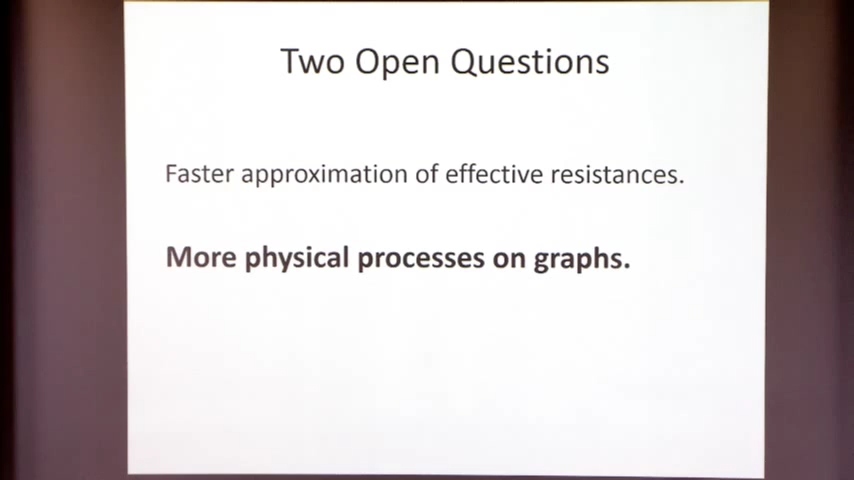 Two Open Questions
Faster approximation of effective resistances.
More physical processes on graphs.